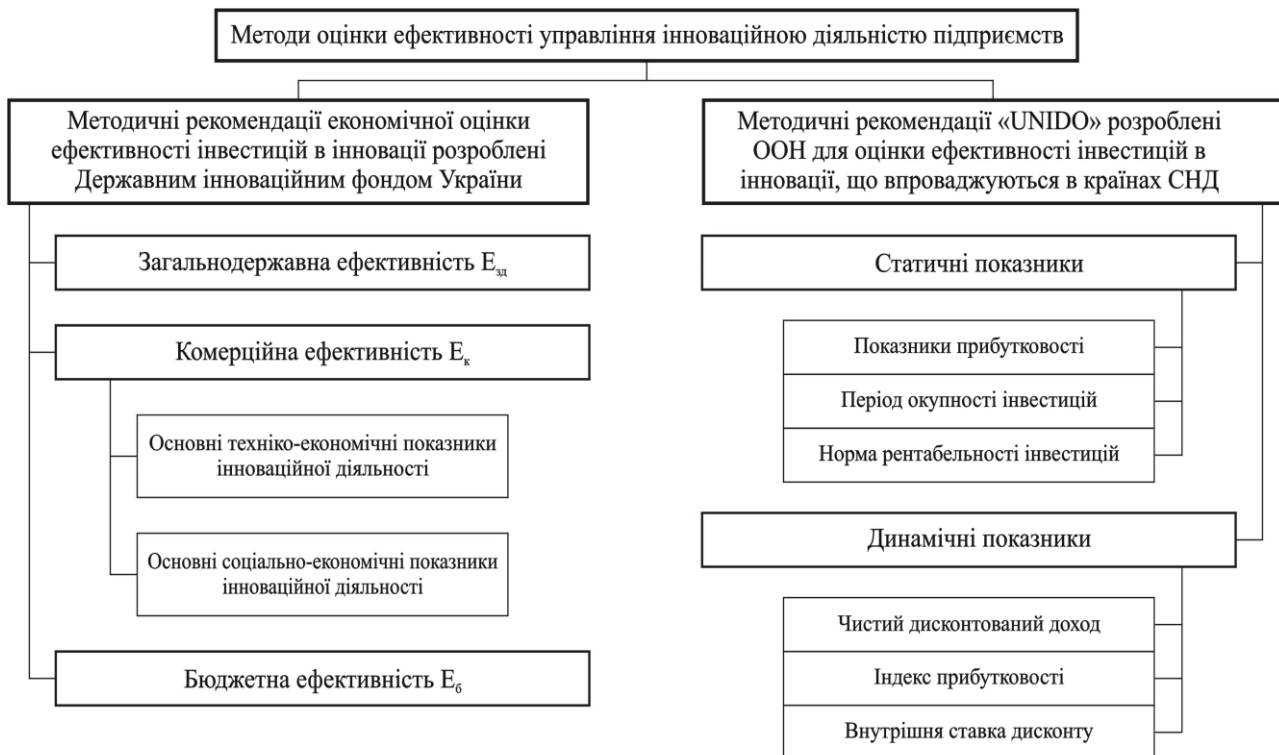 Методи оцінки ефективності управління інноваційною діяльністю підприємств
Методичні рекомендації економічної оцінки
ефективності інвестицій в інновації розроблені
Державним інноваційним фондом України
Загальнодержавна ефективність Eзд
Комерційна ефективність Eк
Основні техніко-економічні показники
інноваційної діяльності
Основні соціально-економічні показники
інноваційної діяльності
Бюджетна ефективність Eб
Методичні рекомендації «UNIDO» розроблені
ООН для оцінки ефективності інвестицій в
інновації, що впроваджуються в країнах СНД
Статичні показники
Показники прибутковості
Період окупності інвестицій
Норма рентабельності інвестицій
Динамічні показники
Чистий дисконтований доход
Індекс прибутковості
Внутрішня ставка дисконту